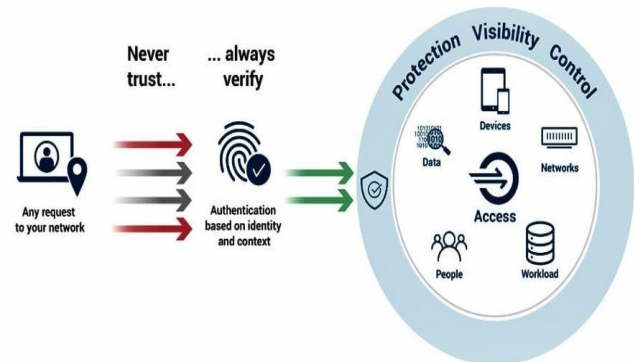 Never
trust...
... always
verify
Protection Visibility Control
Any request
to your network
Authentication
based on identity
and context
Devices
Data
Networks
Access
People
Workload